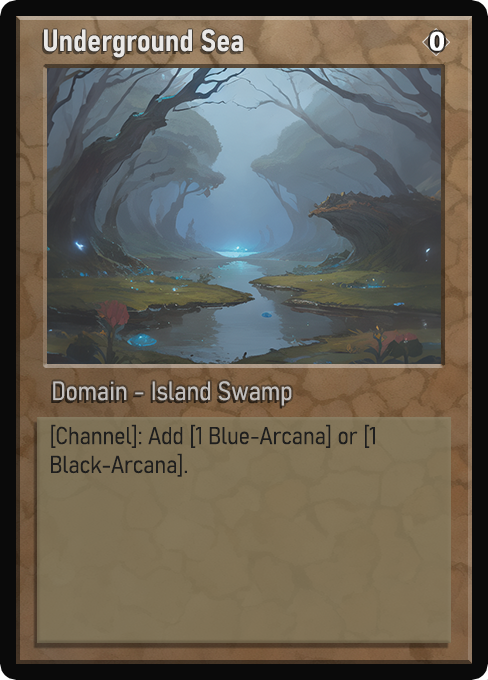 Underground Sea 0
Domain - Island Swamp
[Channel]: Add [1 Blue-Arcana] or [1
Black-Arcana].